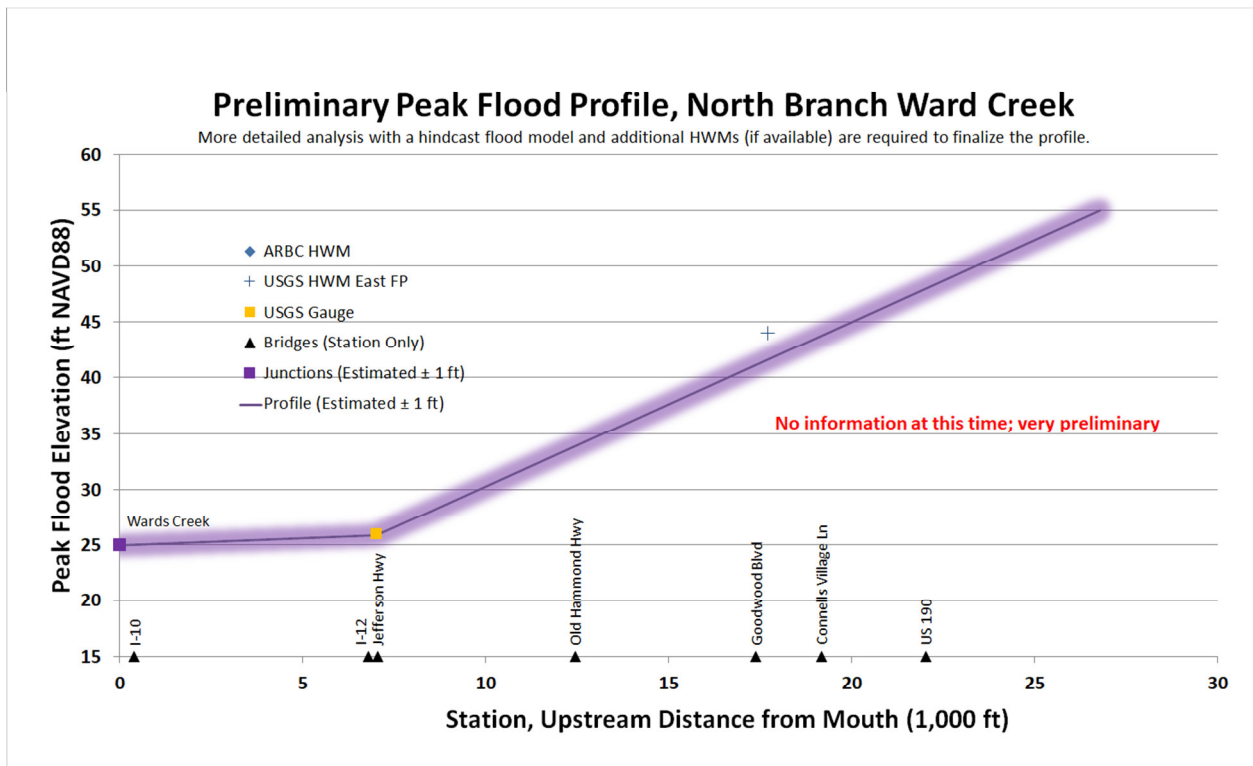 Preliminary Peak Flood Profile, North Branch Ward Creek
More detailed analysis with a hindcast flood model and additional HWMs (if available) are required to finalize the profile.
Peak Flood Elevation (ft NAVD88)
60
55
50
45
40
35
30
25
20
15
ARBC HWM
USGS HWM East FP
USGS Gauge
Bridges (Station Only)
Junctions (Estimated ± 1 ft)
Profile (Estimated ± 1 ft)
No information at this time; very preliminary
Wards Creek
I-10
I-12
Jefferson Hwy
Old Hammond Hwy
Goodwood Blvd
Connells Village Ln
US 190
0
5
10
15
20
25
30
Station, Upstream Distance from Mouth (1,000 ft)